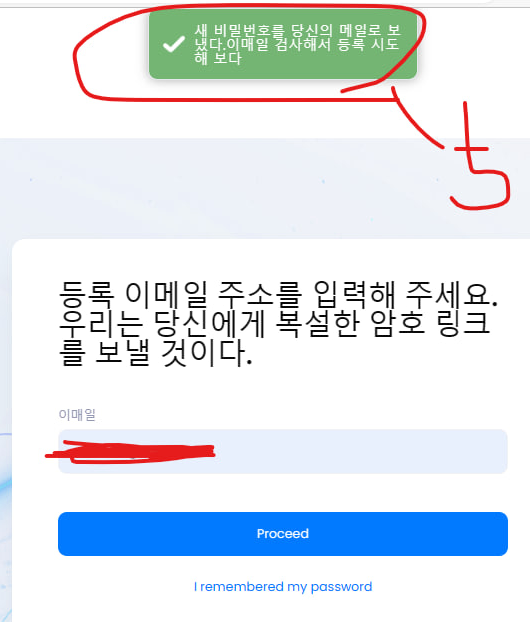 새 비밀번호를 당신의 메일로 보
냈다.이메일 검사해서 등록 시도
해 보다
등록 이메일 주소를 입력해 주세요.
우리는 당신에게 복설한 암호 링크
를 보낼 것이다.
이매일
Proceed
I remembered my password